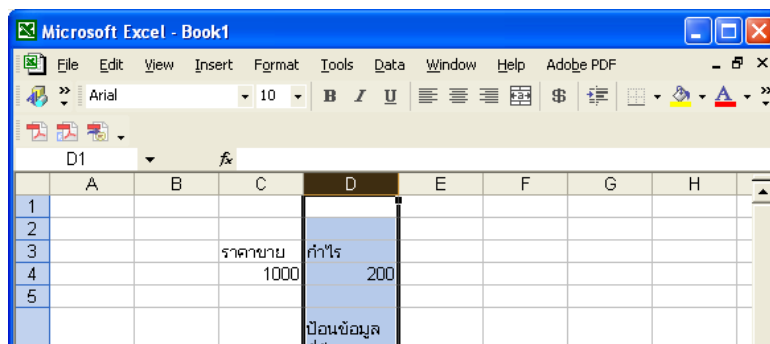 Microsoft Excel - Book1
File Edit View Insert Format Tools Data Window Help Adobe PDF
Arial 10 B I U $ A
D1 fx
A B C D E F G H
1
2
3 ราคาขาย กำไร
4 1000 200
5
ป้อนข้อมูล